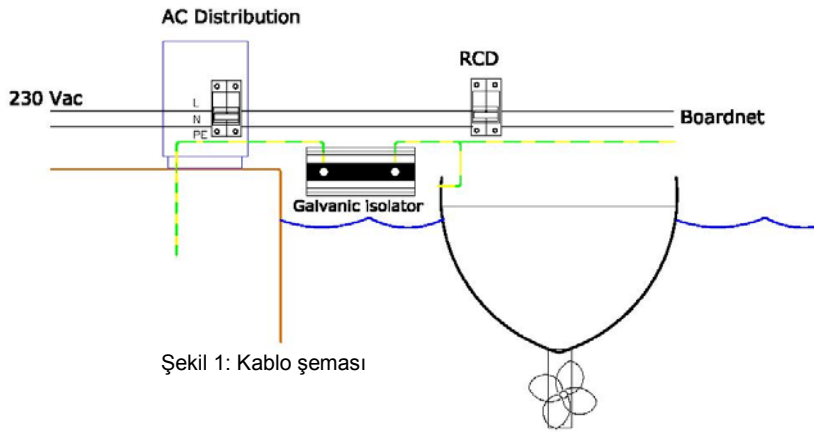 AC Distribution
RCD
230 Vac
L
N
PE
Boardnet
Galvanic isolator
Şekil 1: Kablo şeması